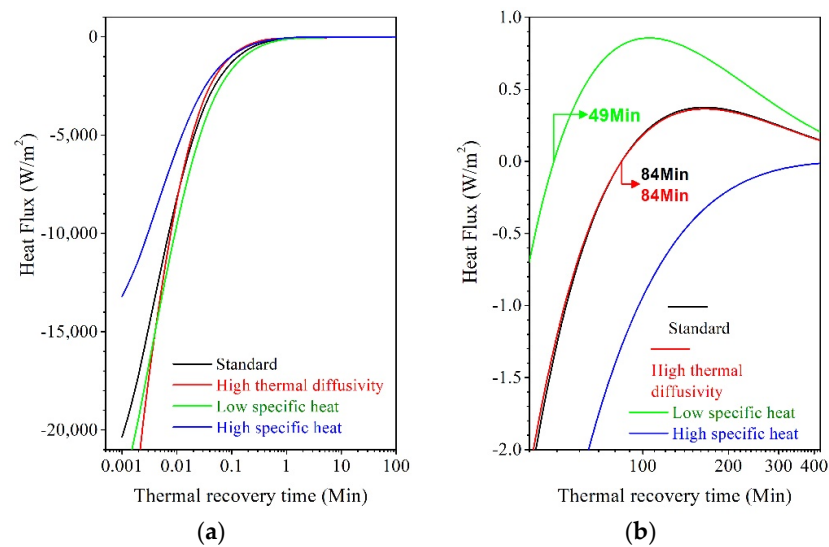 0
-5,000
-10,000
-15,000
-20,000
Heat Flux (W/m²)
Standard
High thermal diffusivity
Low specific heat
High specific heat
0.001 0.01 0.1 1 10 100
Thermal recovery time (Min)
(a)
1.0
0.5
0.0
-0.5
-1.0
-1.5
-2.0
Heat Flux (W/m²)
49Min
84Min
84Min
Standard
High thermal
diffusivity
Low specific heat
High specific heat
100 200 300 400
Thermal recovery time (Min)
(b)